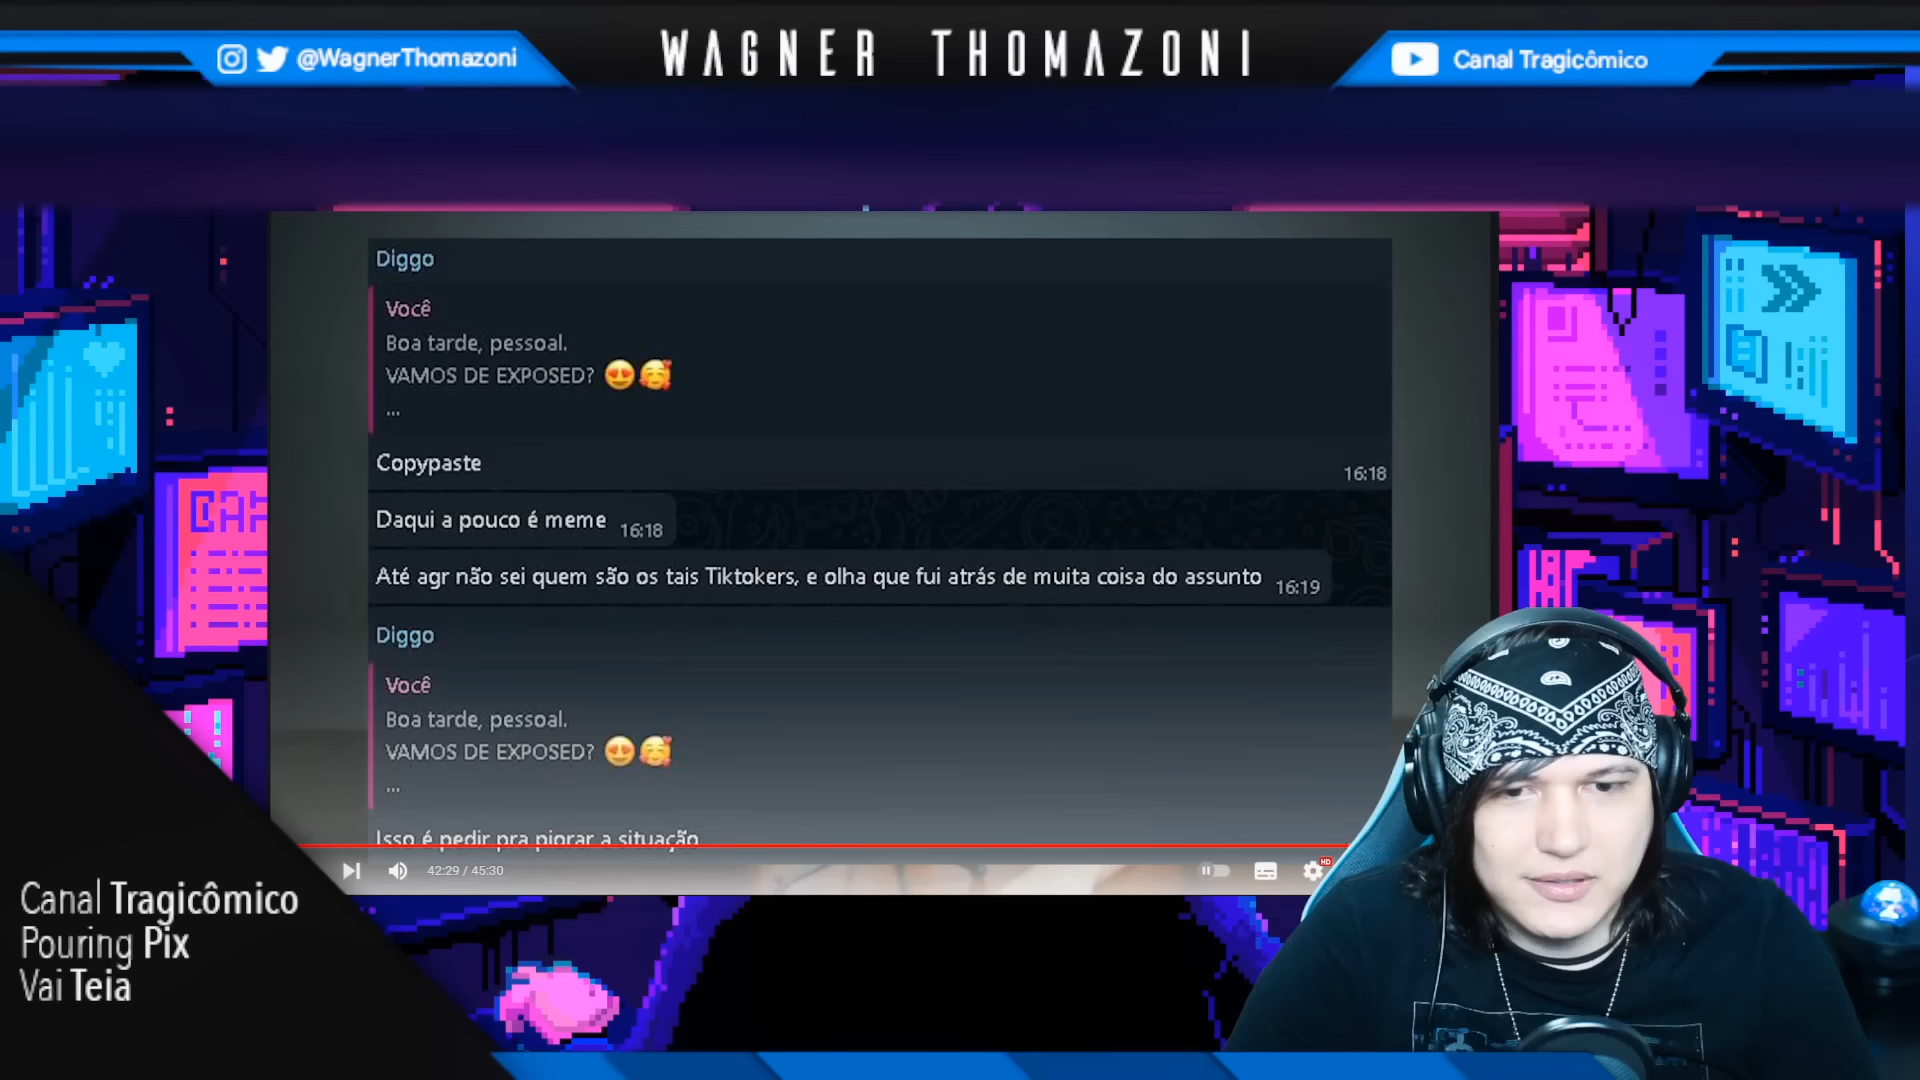 @WagnerThomazoni
WAGNER THOMAZONI
Canal Tragicômico
Diggo
Você
Boa tarde, pessoal.
VAMOS DE EXPOSED? 😍🥰
...
Copypaste
16:18
Daqui a pouco é meme 16:18
Até agr não sei quem são os tais Tiktokers, e olha que fui atrás de muita coisa do assunto 16:19
Diggo
Você
Boa tarde, pessoal.
VAMOS DE EXPOSED? 😍🥰
...
Isso é pedir pra piorar a situação
42:29 / 45:30
HD
Canal Tragicômico
Pouring Pix
Vai Teia